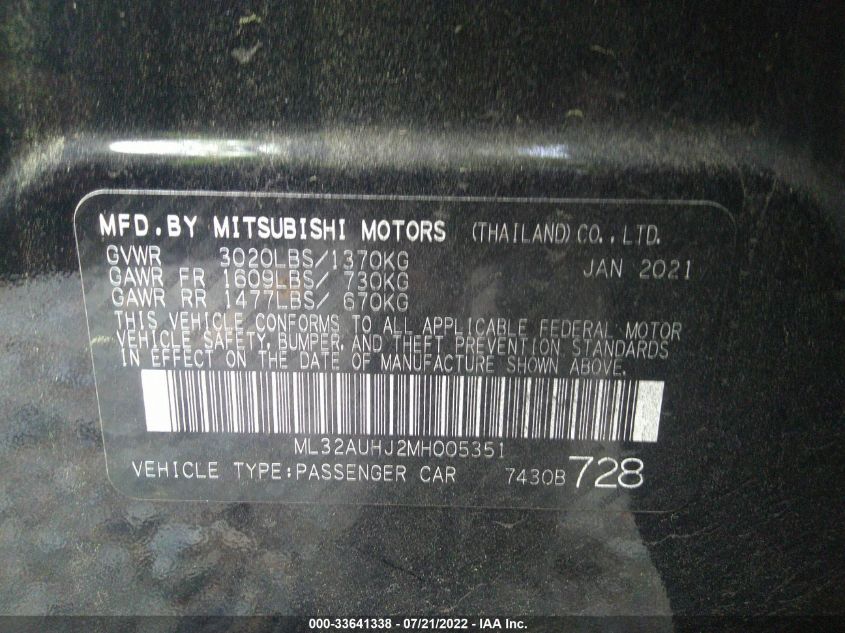 MFD.BY MITSUBISHI MOTORS (THAILAND) CO., LTD.
GVWR 3020LBS/1370KG JAN 2021
GAWR FR 1609LBS/ 730KG
GAWR RR 1477LBS/ 670KG
THIS VEHICLE CONFORMS TO ALL APPLICABLE FEDERAL MOTOR
VEHICLE SAFETY, BUMPER, AND THEFT PREVENTION STANDARDS
IN EFFECT ON THE DATE OF MANUFACTURE SHOWN ABOVE.
ML32AUHJ2MH005351
VEHICLE TYPE:PASSENGER CAR 7430B728
000-33641338 - 07/21/2022 - IAA Inc.